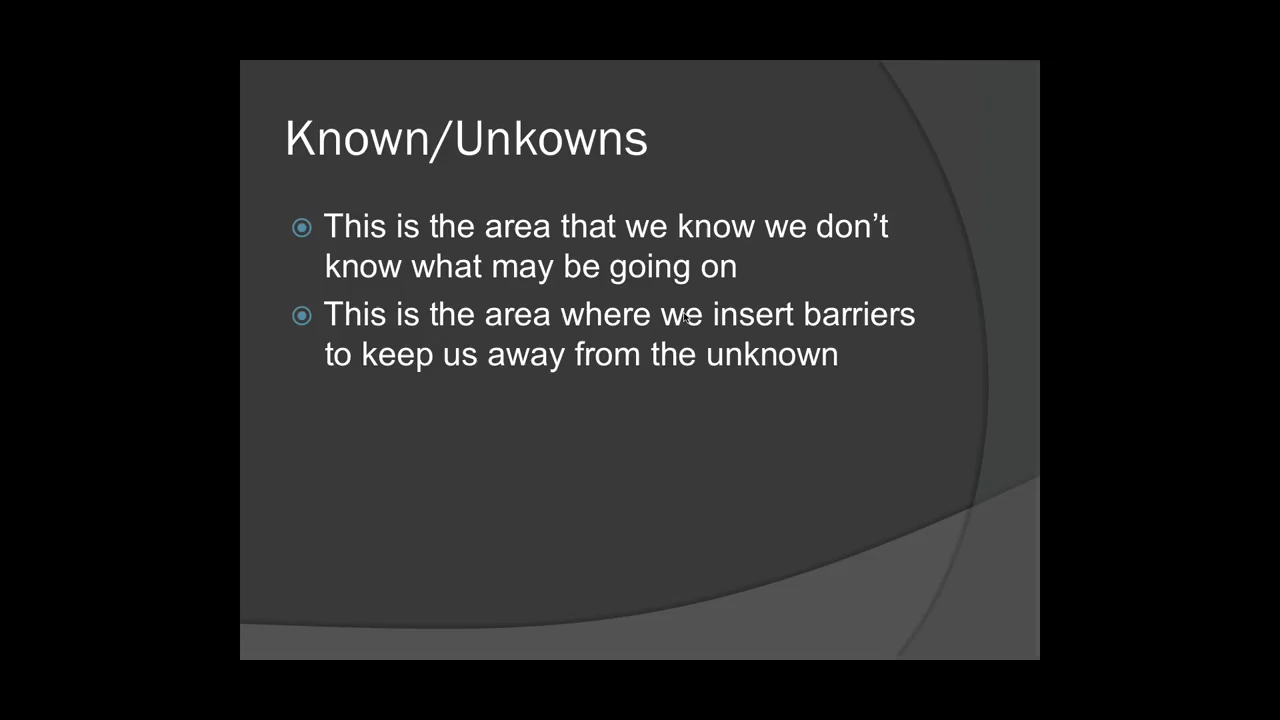 Known/Unkowns
This is the area that we know we don’t
know what may be going on
This is the area where we insert barriers
to keep us away from the unknown